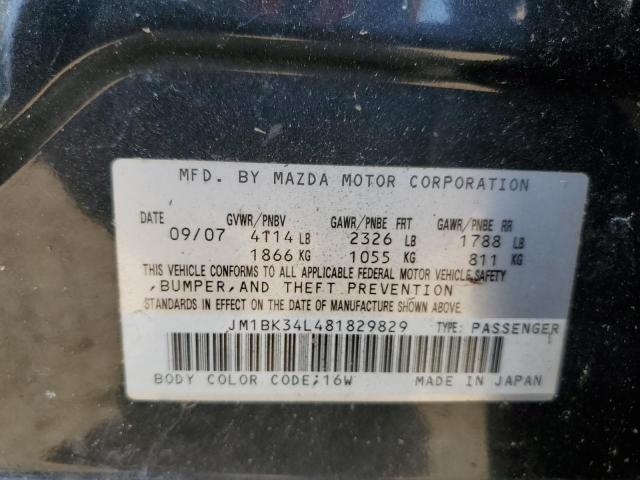 MFD. BY MAZDA MOTOR CORPORATION
DATE GVWR/PNBV GAWR/PNBE FRT GAWR/PNBE RR
09/07 4114 LB 2326 LB 1788 LB
1866 KG 1055 KG 811 KG
THIS VEHICLE CONFORMS TO ALL APPLICABLE FEDERAL MOTOR VEHICLE SAFETY
,BUMPER,AND THEFT PREVENTION
STANDARDS IN EFFECT ON THE DATE OF MANUFACTURE SHOWN ABOVE.
JM1BK34L481829829 TYPE: PASSENGER
BODY COLOR CODE;16W MADE IN JAPAN